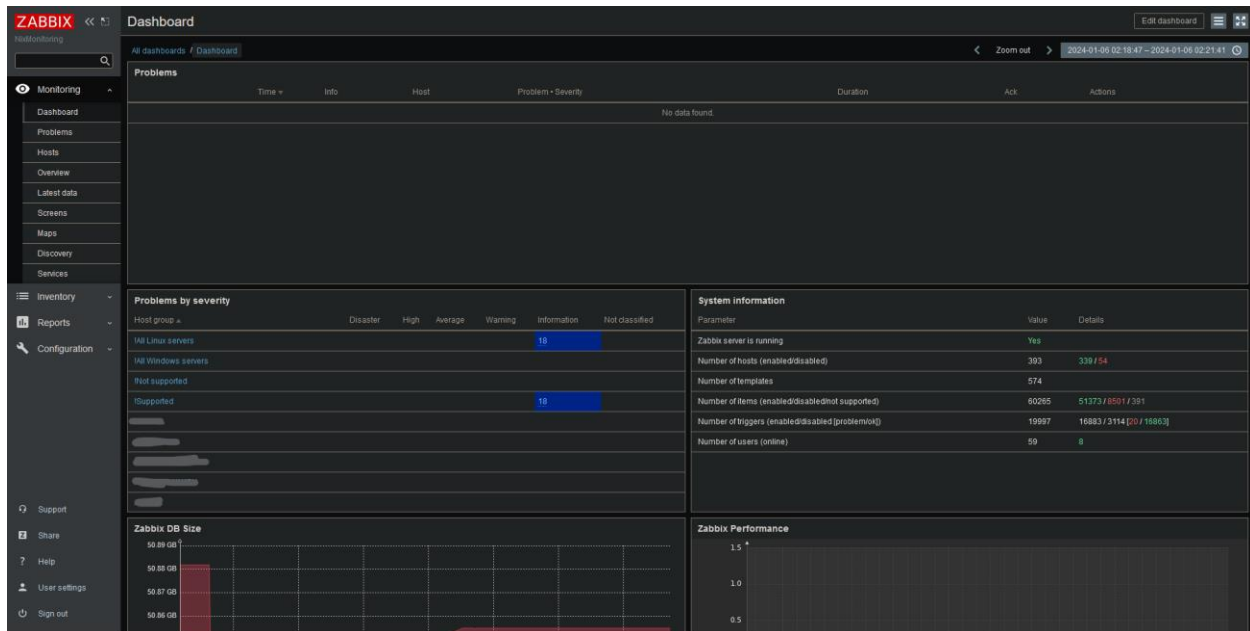 ZABBIX
NixMonitoring
Monitoring
Dashboard
Problems
Hosts
Overview
Latest data
Screens
Maps
Discovery
Services
Inventory
Reports
Configuration
Support
Share
Help
User settings
Sign out
Dashboard
Edit dashboard
All dashboards / Dashboard
Zoom out
2024-01-06 02:18:47 – 2024-01-06 02:21:41
Problems
Time Info Host Problem • Severity Duration Ack Actions
No data found.
Problems by severity
Host group Disaster High Average Warning Information Not classified
!All Linux servers 18
!All Windows servers
!Not supported
!Supported 18
System information
Parameter Value Details
Zabbix server is running Yes
Number of hosts (enabled/disabled) 393 339 / 54
Number of templates 574
Number of items (enabled/disabled/not supported) 60265 51373 / 8501 / 391
Number of triggers (enabled/disabled [problem/ok]) 19997 16883 / 3114 [20 / 16863]
Number of users (online) 59 8
Zabbix DB Size
50.89 GB
50.88 GB
50.87 GB
50.86 GB
Zabbix Performance
1.5
1.0
0.5